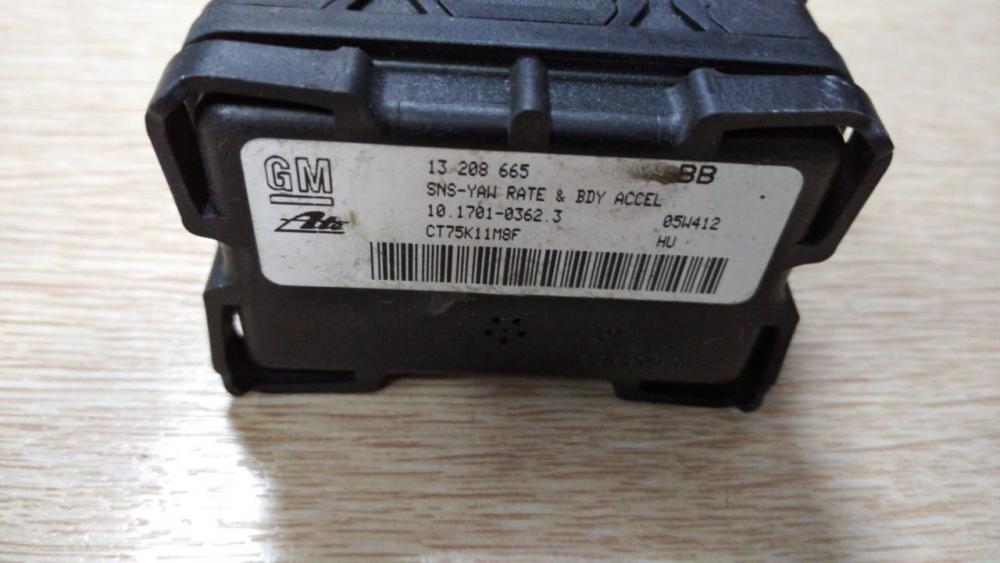 GM
13 208 665 BB
SNS-YAW RATE & BDY ACCEL
Ate
10.1701-0362.3 05W412
CT75K11M8F HU